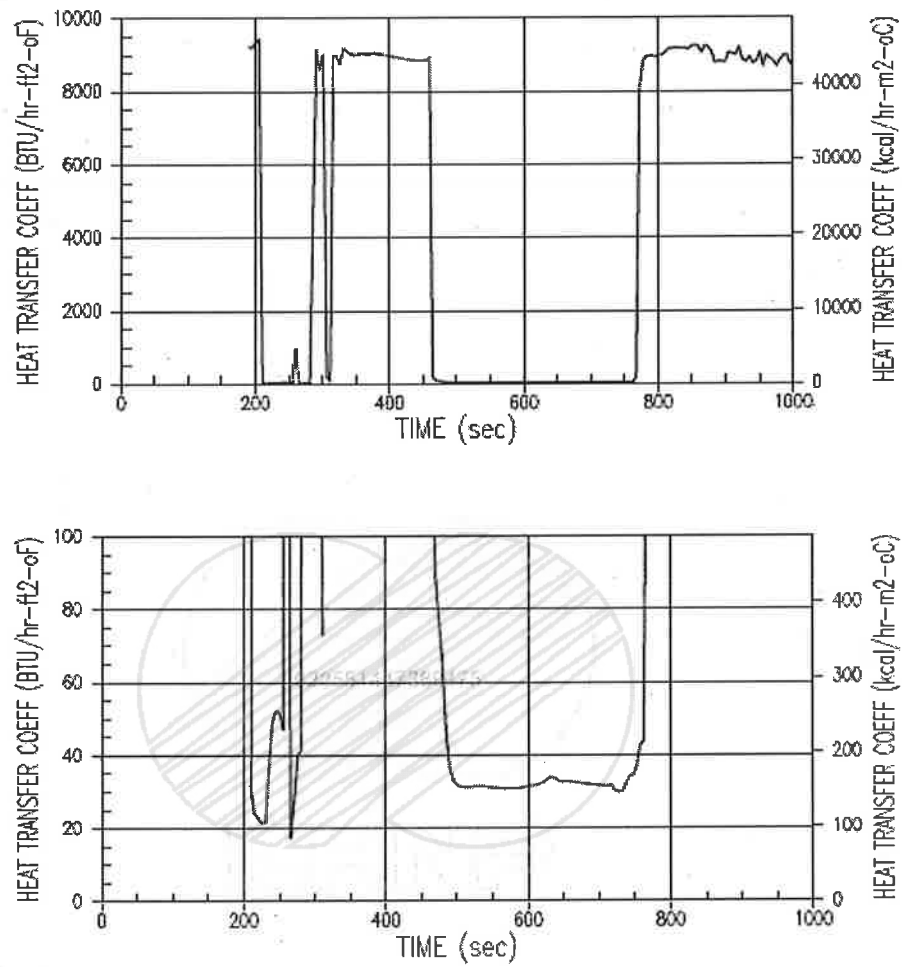 HEAT TRANSFER COEFF (BTU/hr-ft2-oF)
10000
8000
6000
4000
2000
0
0 200 400 600 800 1000
TIME (sec)
40000
30000
20000
10000
0
HEAT TRANSFER COEFF (kcal/hr-m2-oC)
HEAT TRANSFER COEFF (BTU/hr-ft2-oF)
100
80
60
40
20
0
0 200 400 600 800 1000
TIME (sec)
400
300
200
100
0
HEAT TRANSFER COEFF (kcal/hr-m2-oC)